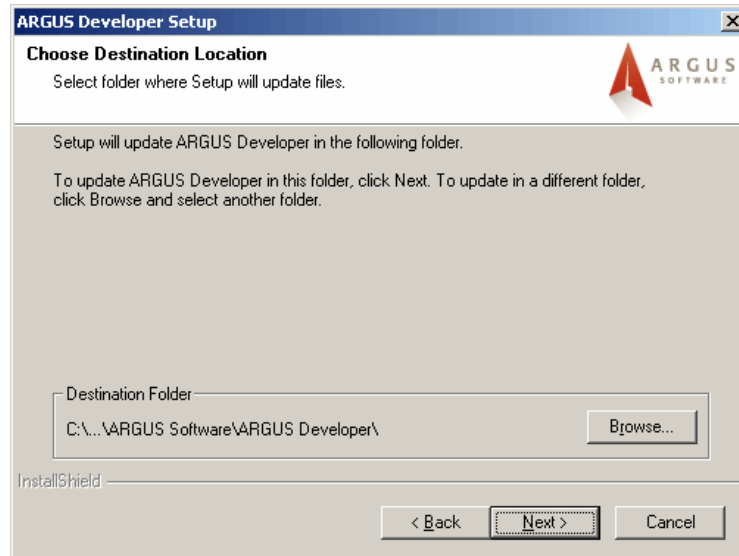 ARGUS Developer Setup
Choose Destination Location
Select folder where Setup will update files.
ARGUS
SOFTWARE
Setup will update ARGUS Developer in the following folder.
To update ARGUS Developer in this folder, click Next. To update in a different folder,
click Browse and select another folder.
Destination Folder
C:\...\ARGUS Software\ARGUS Developer\
Browse...
InstallShield
< Back
Next >
Cancel